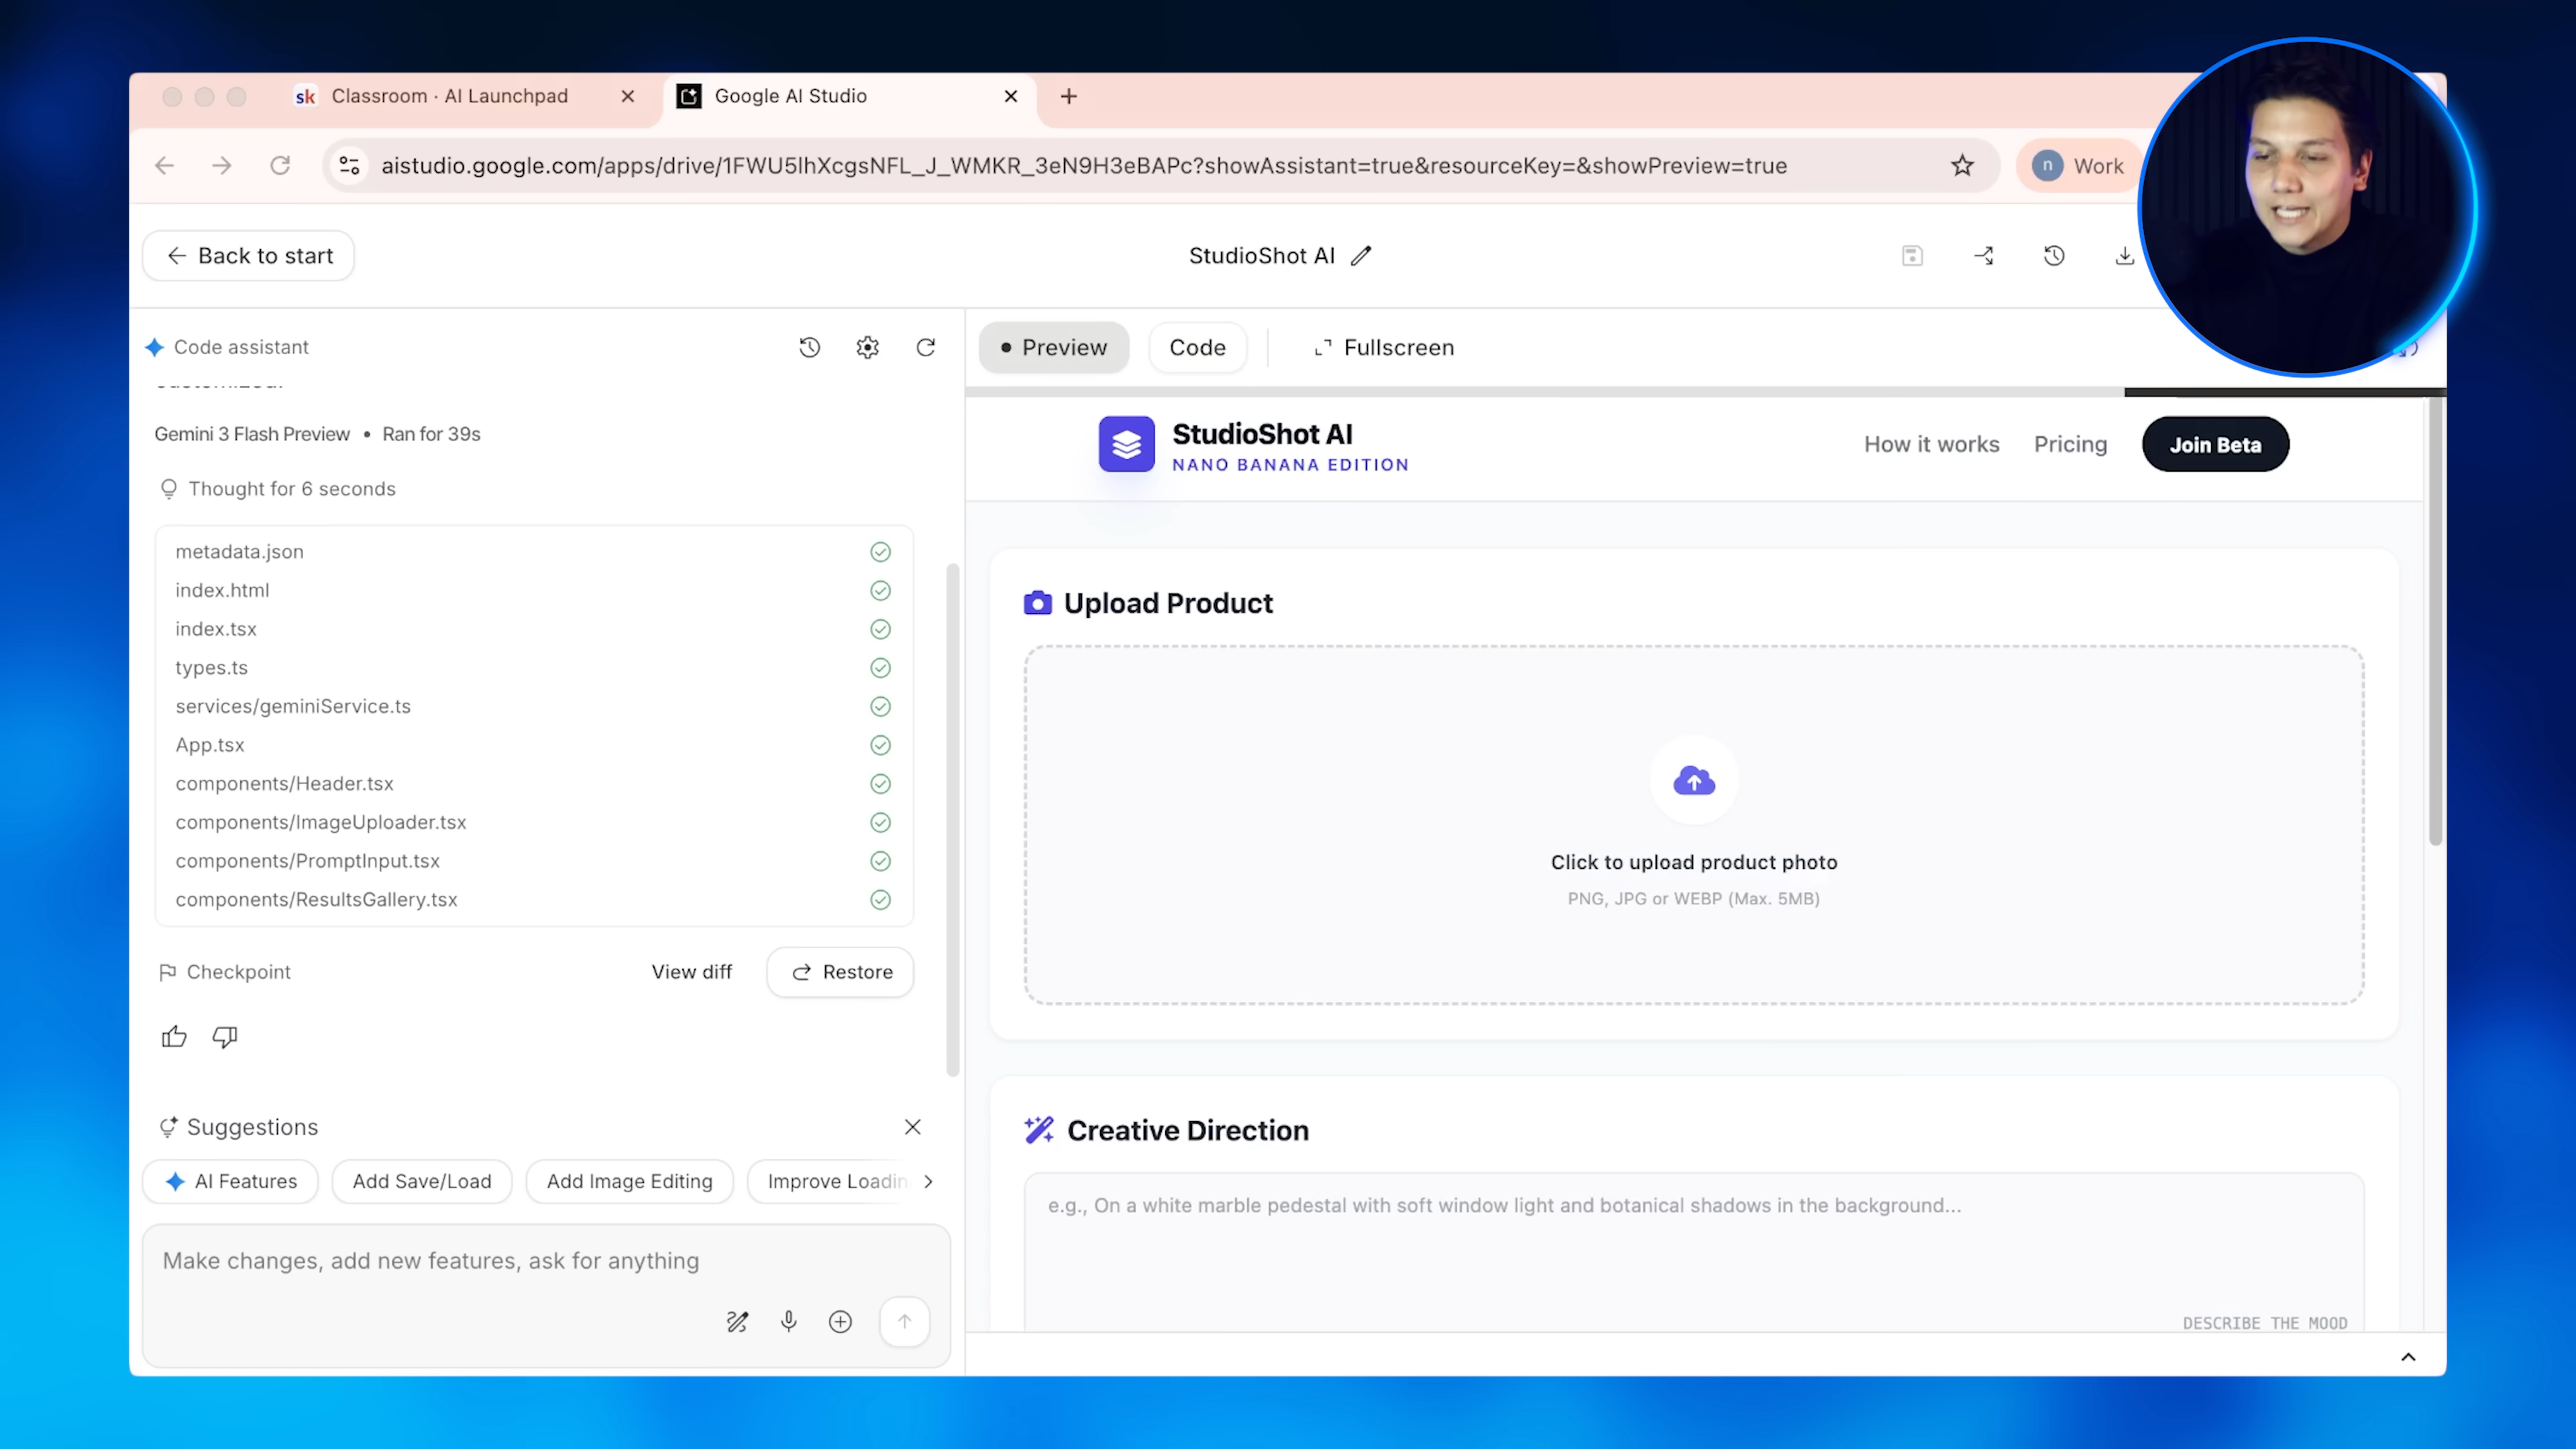 sk Classroom · AI Launchpad
Google AI Studio
aistudio.google.com/apps/drive/1FWU5lhXcgsNFL_J_WMKR_3eN9H3eBAPc?showAssistant=true&resourceKey=&showPreview=true
n Work
Back to start
StudioShot AI
Code assistant
Preview
Code
Fullscreen
Gemini 3 Flash Preview • Ran for 39s
Thought for 6 seconds
metadata.json
index.html
index.tsx
types.ts
services/geminiService.ts
App.tsx
components/Header.tsx
components/ImageUploader.tsx
components/PromptInput.tsx
components/ResultsGallery.tsx
Checkpoint
View diff
Restore
Suggestions
AI Features
Add Save/Load
Add Image Editing
Improve Loadin
Make changes, add new features, ask for anything
StudioShot AI
NANO BANANA EDITION
How it works
Pricing
Join Beta
Upload Product
Click to upload product photo
PNG, JPG or WEBP (Max. 5MB)
Creative Direction
e.g., On a white marble pedestal with soft window light and botanical shadows in the background...
DESCRIBE THE MOOD